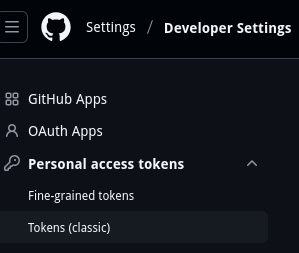 Settings / Developer Settings
GitHub Apps
OAuth Apps
Personal access tokens
Fine-grained tokens
Tokens (classic)